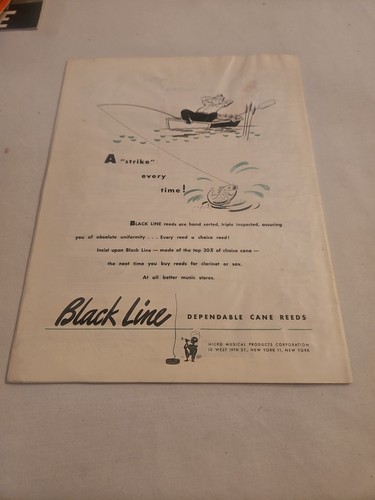 A "strike"
every
time!
BLACK LINE reeds are hand sorted, triple inspected, assuring
you of absolute uniformity . . . Every reed a choice reed!
Insist upon Black Line — made of the top 20% of choice cane —
the next time you buy reeds for clarinet or sax.
At all better music stores.
Black Line DEPENDABLE CANE REEDS
MICRO MUSICAL PRODUCTS CORPORATION
10 WEST 19TH ST., NEW YORK 11, NEW YORK